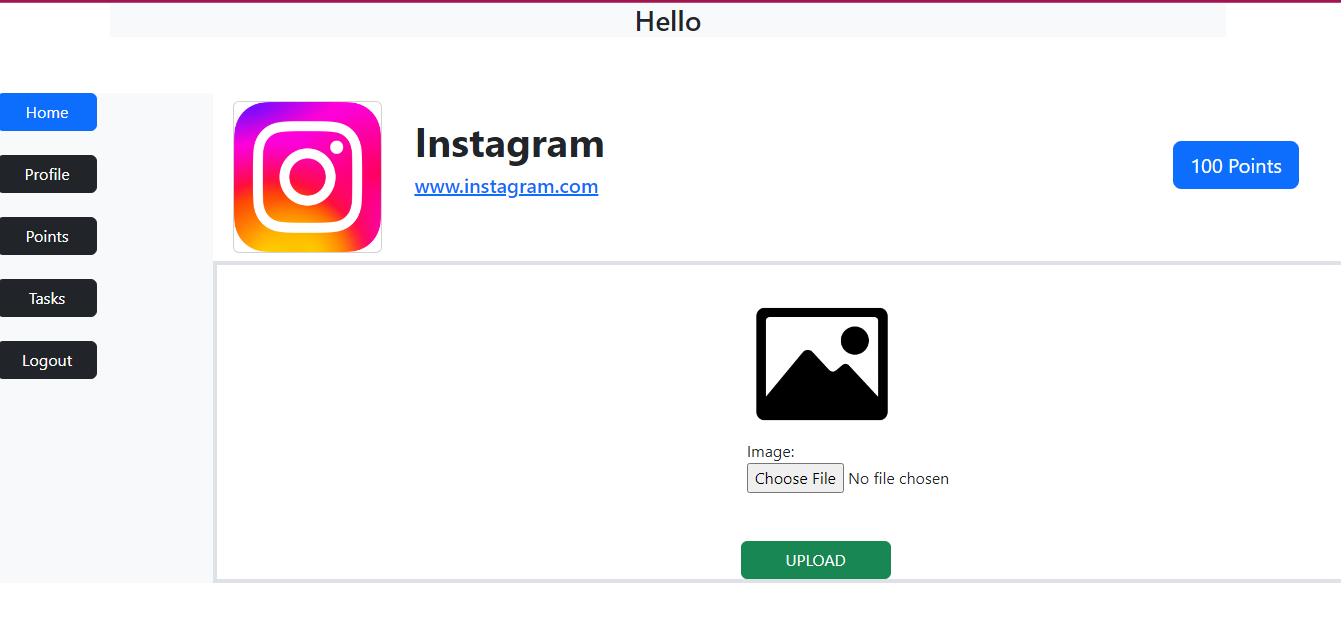 Hello
Home
Profile
Points
Tasks
Logout
Instagram
www.instagram.com
100 Points
Image:
Choose File No file chosen
UPLOAD